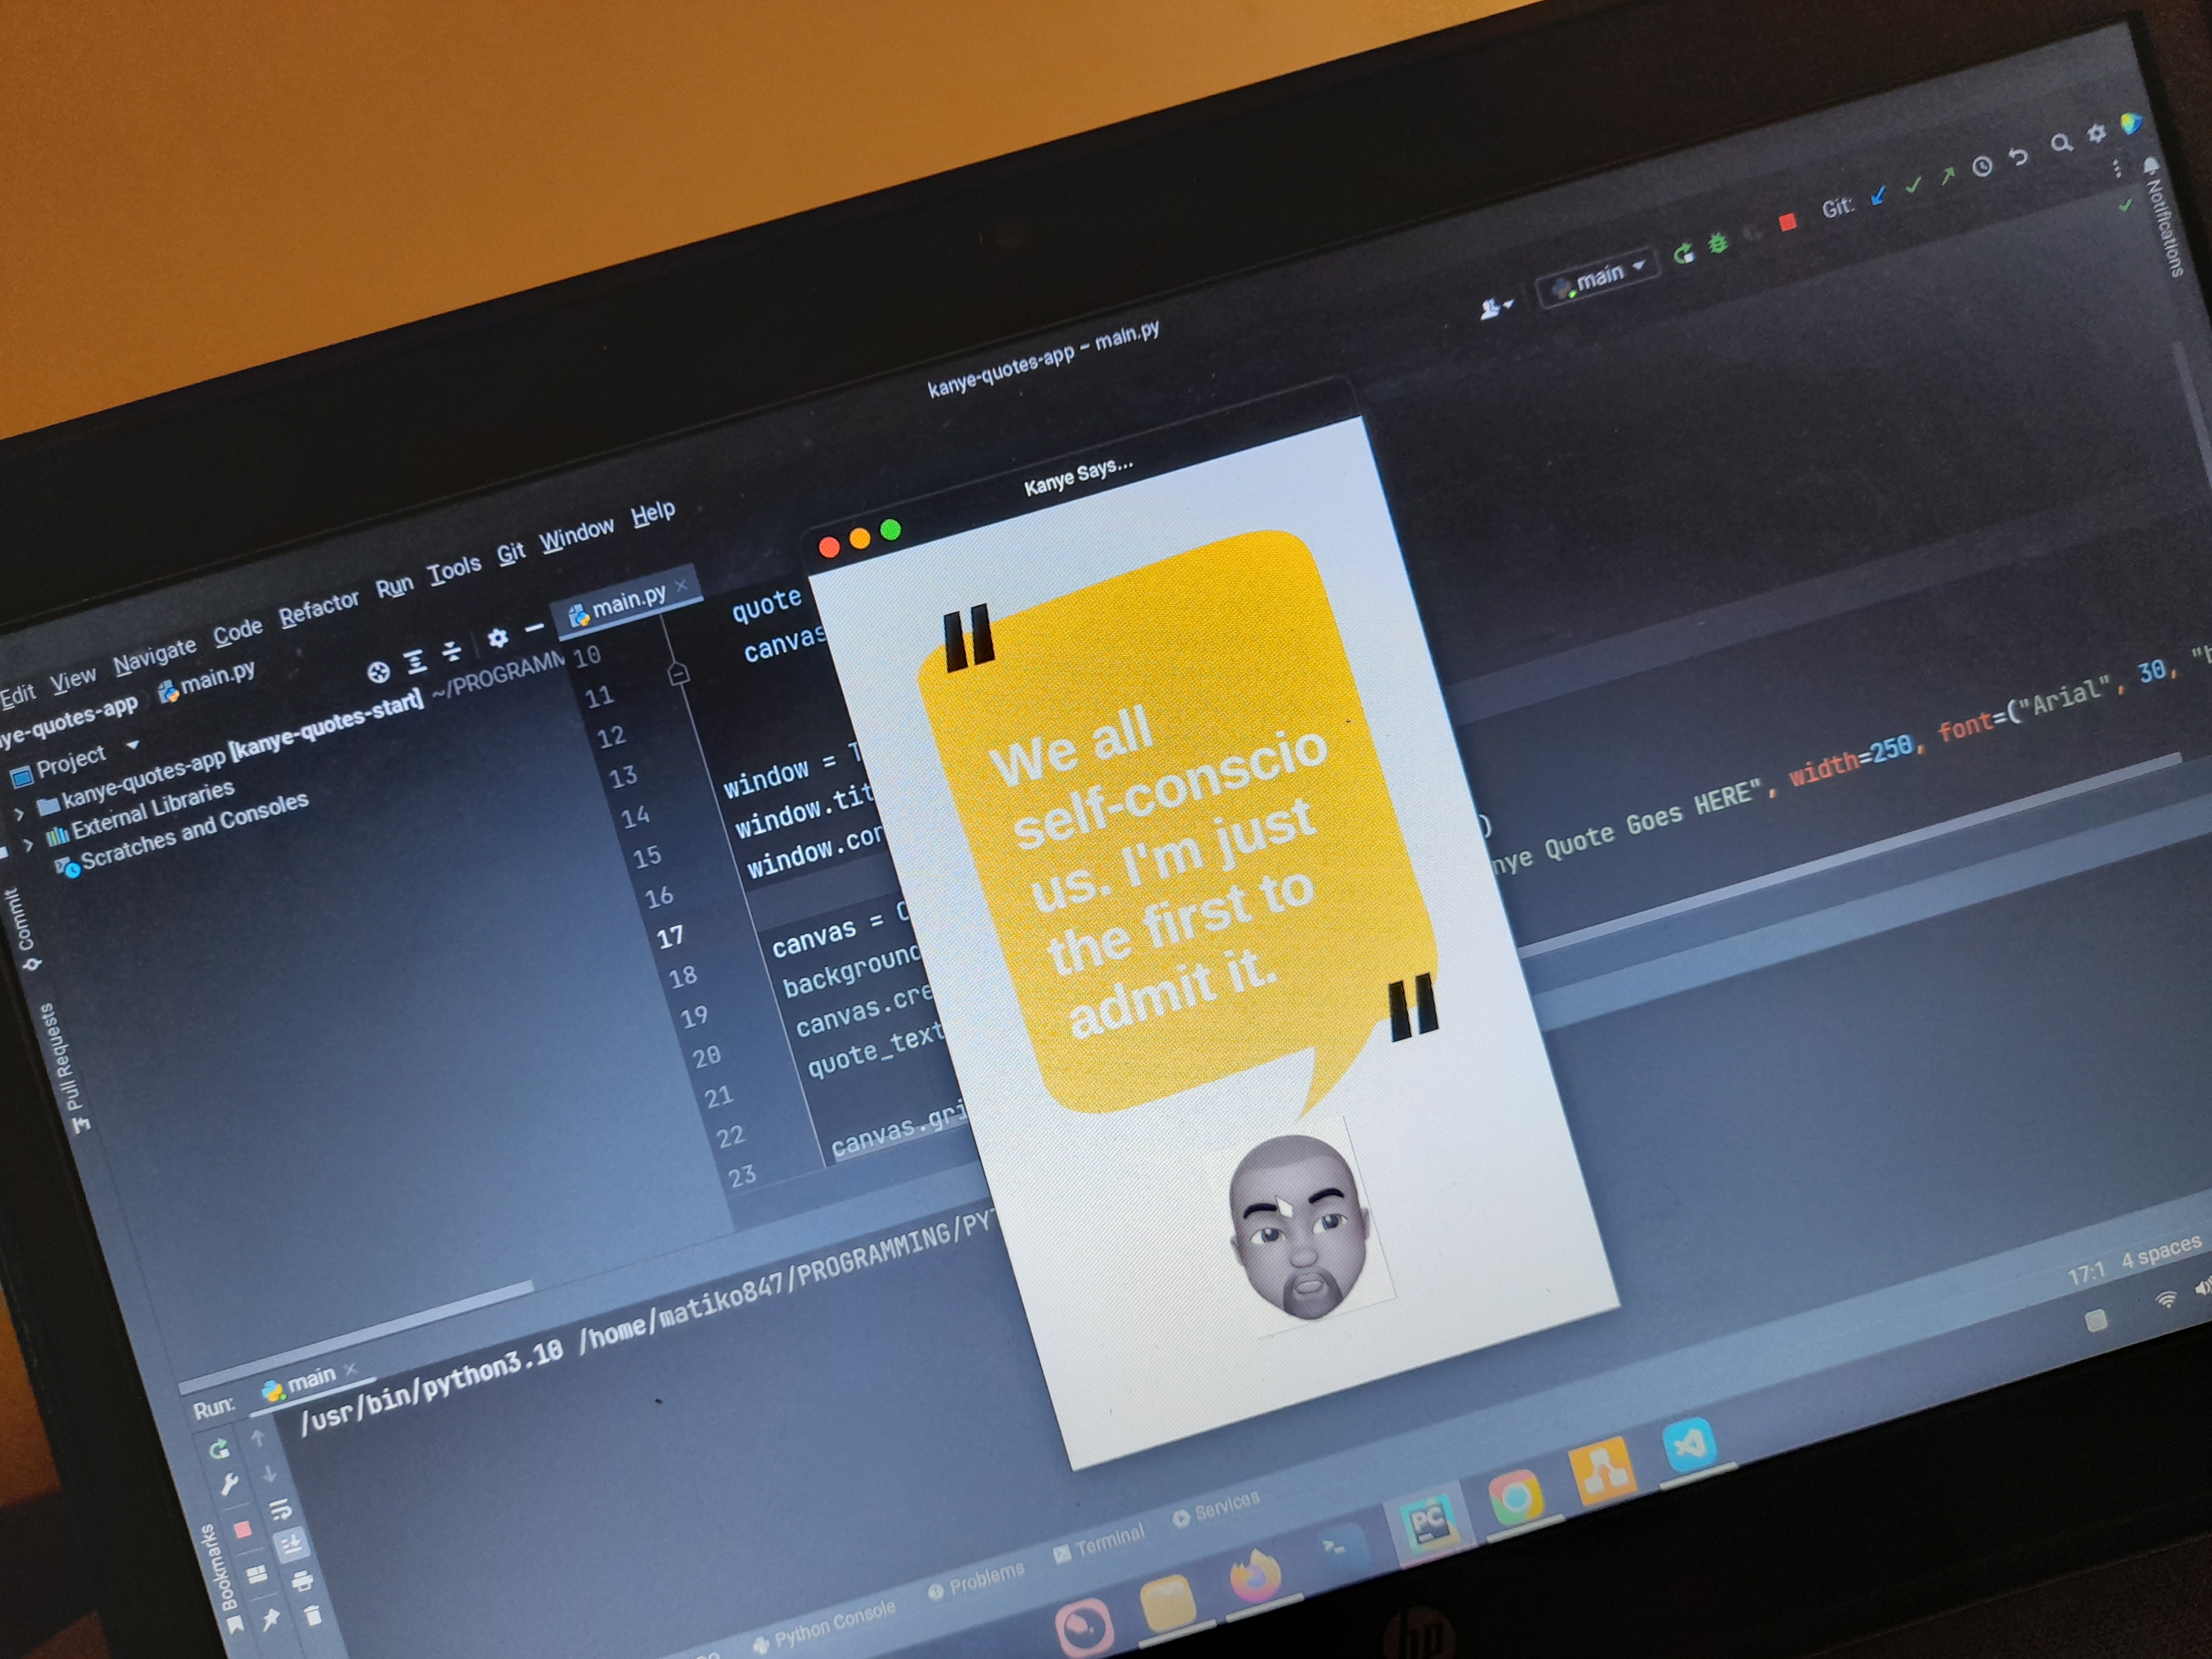 kanye-quotes-app – main.py
Edit View Navigate Code Refactor Run Tools Git Window Help
main
Git:
Notifications
ye-quotes-app main.py
Project
kanye-quotes-app [kanye-quotes-start] ~/PROGRAMM
External Libraries
Scratches and Consoles
Commit
Pull Requests
Bookmarks
main.py
quote
10 canvas
11
12
13 window = T
14 window.tit
15 window.con
16
17 canvas = C
18 background
19 canvas.cre
20 quote_text
21
22 canvas.gri
23
)
nye Quote Goes HERE", width=250, font=("Arial", 30, "b
Kanye Says...
"
We all
self-conscio
us. I'm just
the first to
admit it.
"
Run: main
/usr/bin/python3.10 /home/matiko847/PROGRAMMING/PYT
Python Console Problems Terminal Services
17:1 4 spaces
PC
hp